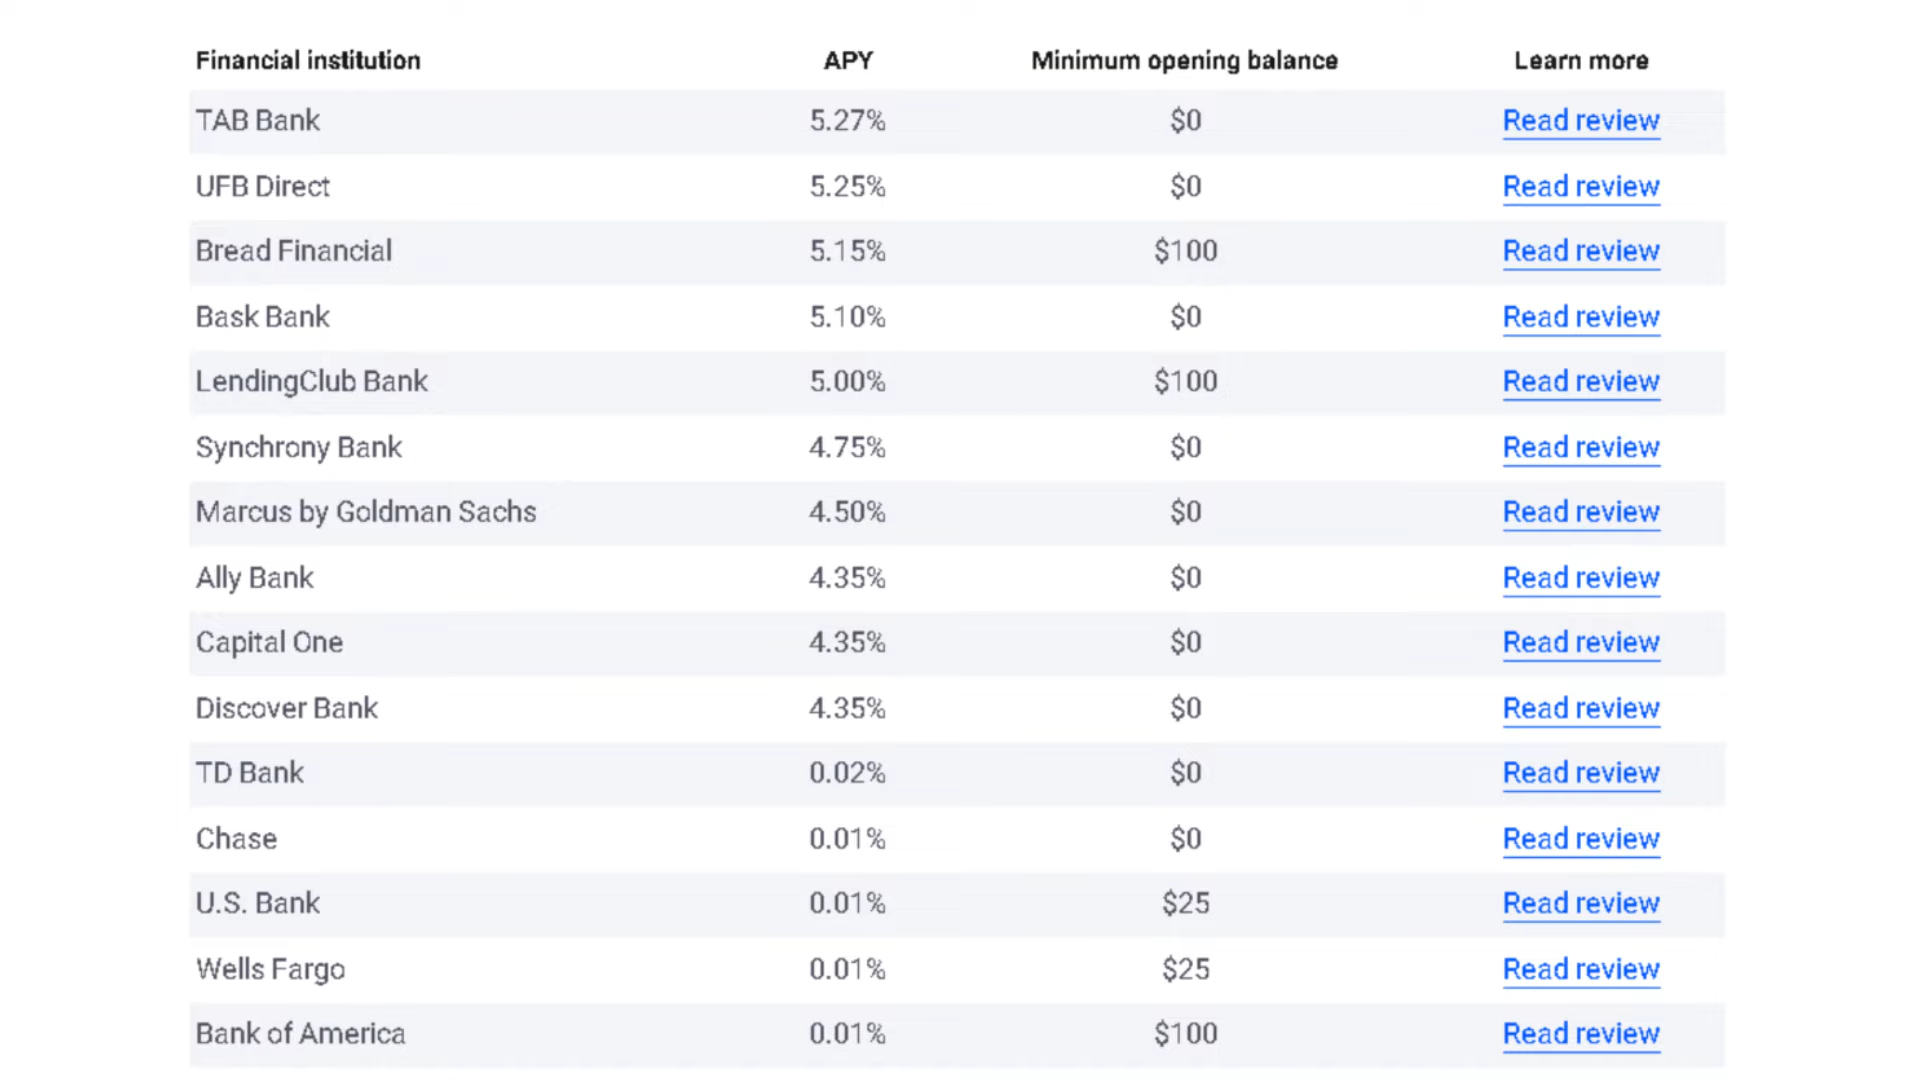 Financial institution APY Minimum opening balance Learn more
TAB Bank 5.27% $0 Read review
UFB Direct 5.25% $0 Read review
Bread Financial 5.15% $100 Read review
Bask Bank 5.10% $0 Read review
LendingClub Bank 5.00% $100 Read review
Synchrony Bank 4.75% $0 Read review
Marcus by Goldman Sachs 4.50% $0 Read review
Ally Bank 4.35% $0 Read review
Capital One 4.35% $0 Read review
Discover Bank 4.35% $0 Read review
TD Bank 0.02% $0 Read review
Chase 0.01% $0 Read review
U.S. Bank 0.01% $25 Read review
Wells Fargo 0.01% $25 Read review
Bank of America 0.01% $100 Read review